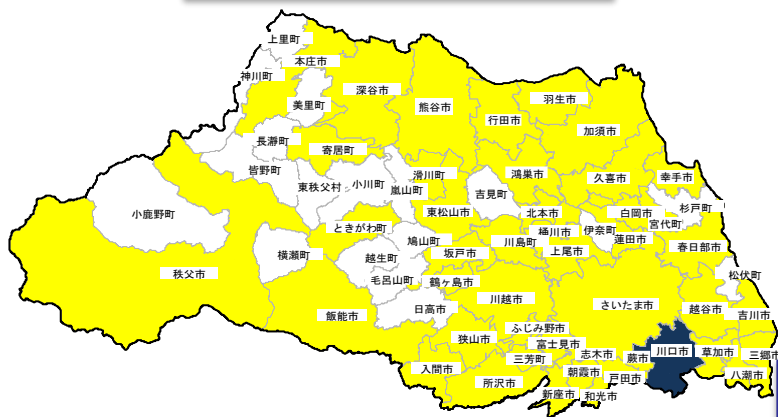 上里町
本庄市
神川町
深谷市
美里町
熊谷市
羽生市
行田市
加須市
長瀞町
寄居町
皆野町
東秩父村
小川町
嵐山町
滑川町
吉見町
鴻巣市
久喜市
幸手市
小鹿野町
東松山市
北本市
白岡市
杉戸町
宮代町
ときがわ町
鳩山町
川島町
桶川市
伊奈町
蓮田市
上尾市
春日部市
横瀬町
越生町
坂戸市
秩父市
毛呂山町
鶴ヶ島市
松伏町
日高市
川越市
さいたま市
越谷市
吉川市
飯能市
ふじみ野市
狭山市
富士見市
三芳町
志木市
蕨市
川口市
草加市
三郷市
入間市
所沢市
朝霞市
戸田市
八潮市
新座市
和光市